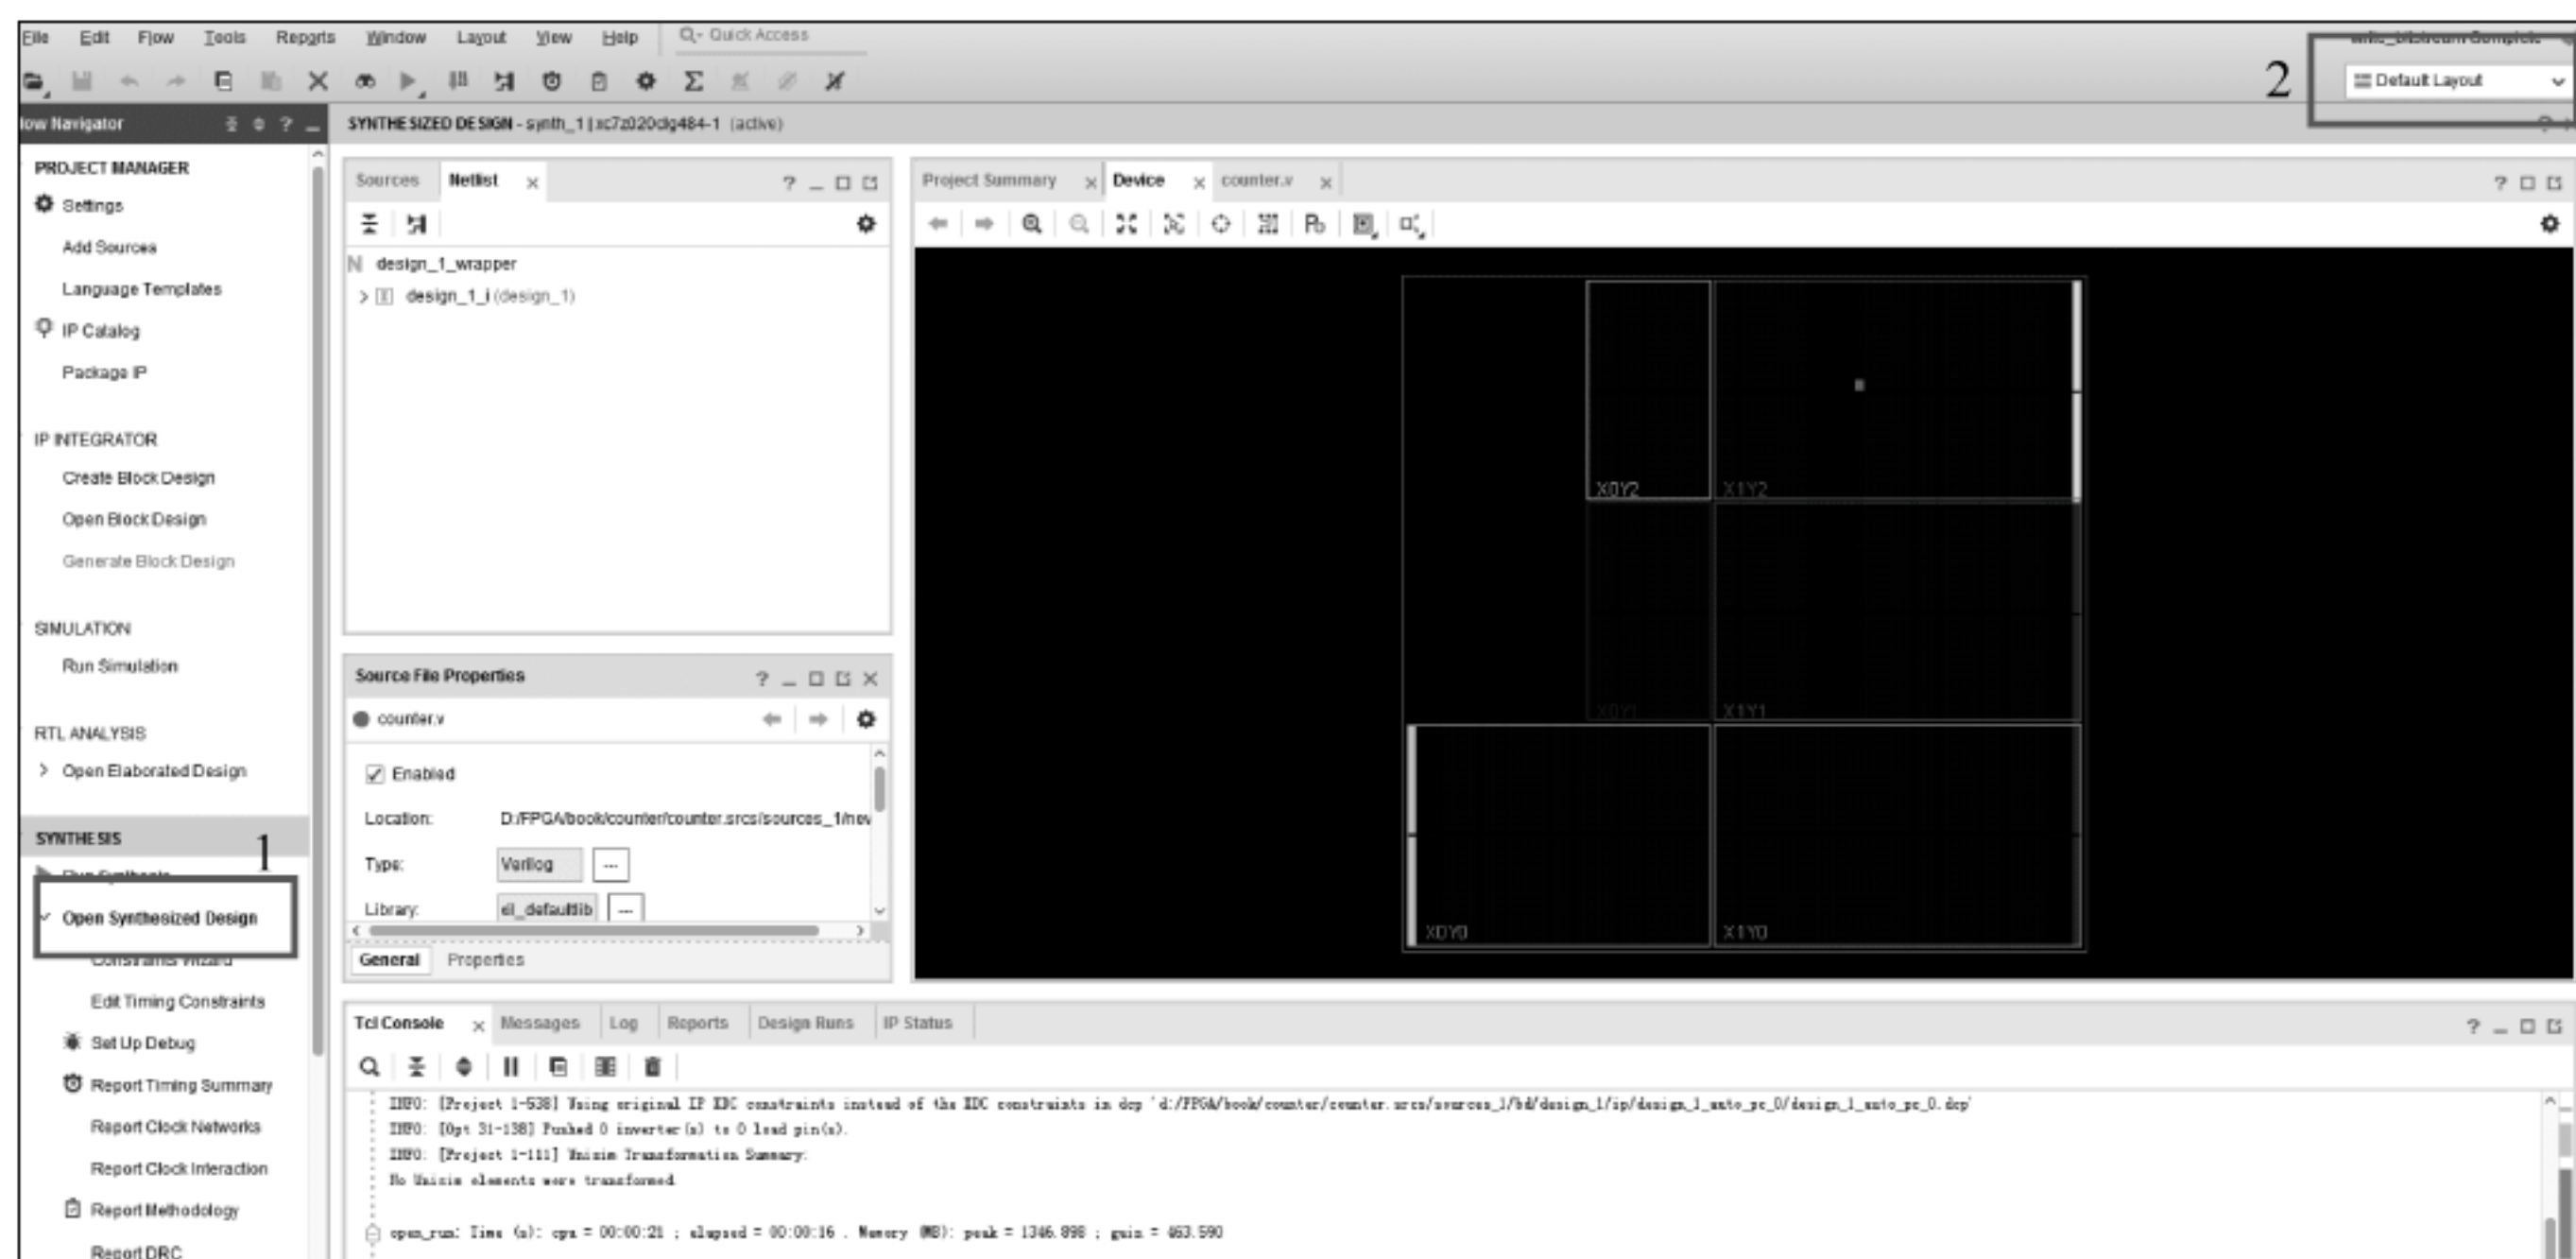 File Edit Flow Tools Reports Window Layout View Help Quick Access
2 Default Layout
Flow Navigator
SYNTHESIZED DESIGN - synth_1 | xc7z020clg484-1 (active)
PROJECT MANAGER
Settings
Add Sources
Language Templates
IP Catalog
Package IP
IP INTEGRATOR
Create Block Design
Open Block Design
Generate Block Design
SIMULATION
Run Simulation
RTL ANALYSIS
Open Elaborated Design
SYNTHESIS
1
Run Synthesis
Open Synthesized Design
Constraints Wizard
Edit Timing Constraints
Set Up Debug
Report Timing Summary
Report Clock Networks
Report Clock Interaction
Report Methodology
Report DRC
Sources Netlist
design_1_wrapper
design_1_i (design_1)
Source File Properties
counter.v
Enabled
Location: D:/FPGA/book/counter/counter.srcs/sources_1/new
Type: Verilog
Library: xil_defaultlib
General Properties
Project Summary Device counter.v
X0Y2 X1Y2
X0Y1 X1Y1
X0Y0 X1Y0
Tcl Console Messages Log Reports Design Runs IP Status
INFO: [Project 1-538] Using original IP XDC constraints instead of the XDC constraints in dcp 'd:/FPGA/book/counter/counter.srcs/sources_1/bd/design_1/ip/design_1_auto_pc_0/design_1_auto_pc_0.dcp'
INFO: [Opt 31-138] Pushed 0 inverter(s) to 0 load pin(s).
INFO: [Project 1-111] Unisim Transformation Summary:
No Unisim elements were transformed.
open_run: Time (s): cpu = 00:00:21 ; elapsed = 00:00:16 . Memory (MB): peak = 1346.898 ; gain = 463.590